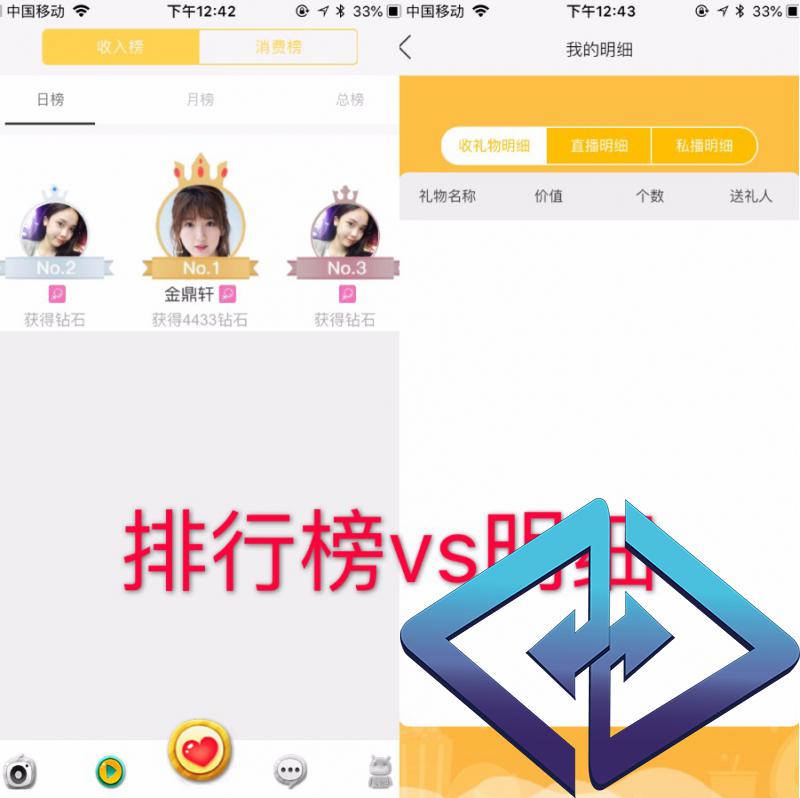 中国移动 下午12:42 33%
收入榜 消费榜
日榜 月榜 总榜
No.2 No.1 No.3
金鼎轩
获得钻石 获得4433钻石 获得钻石
中国移动 下午12:43 33%
我的明细
收礼物明细 直播明细 私播明细
礼物名称 价值 个数 送礼人
排行榜vs明细